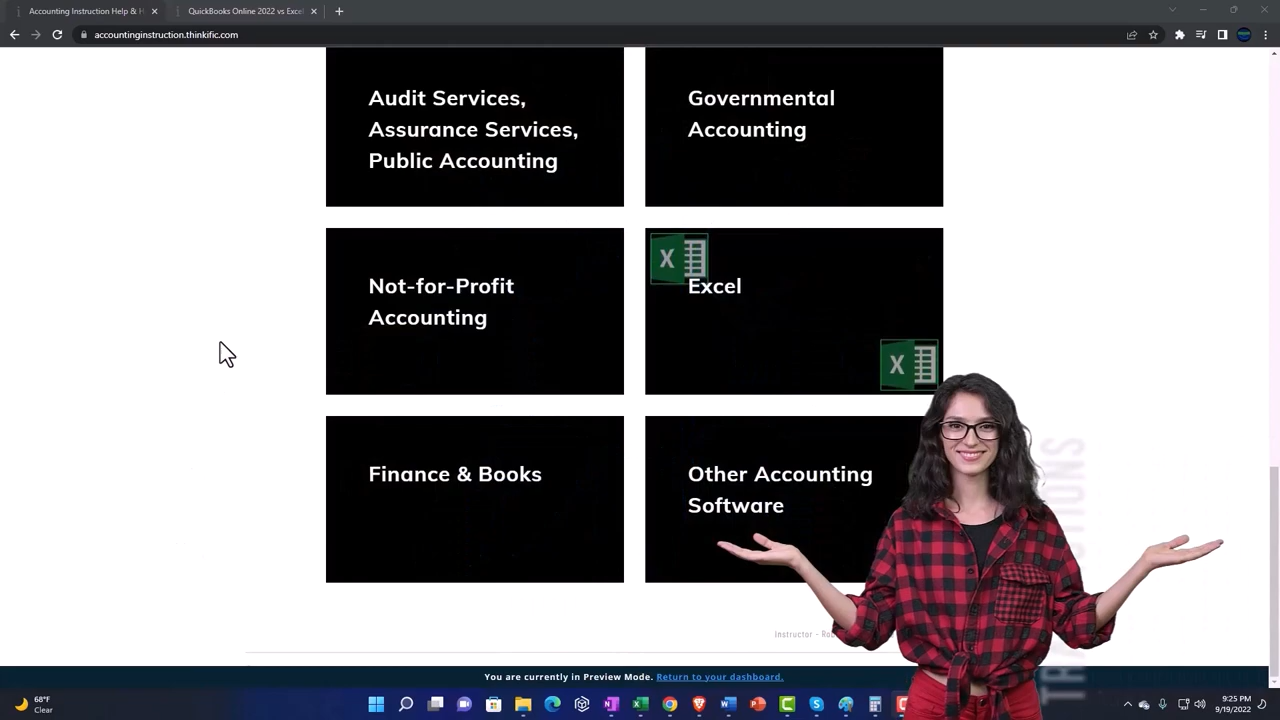 Accounting Instruction Help & H
QuickBooks Online 2022 vs Excel
accountinginstruction.thinkific.com
Audit Services,
Assurance Services,
Public Accounting
Governmental
Accounting
Not-for-Profit
Accounting
Excel
Finance & Books
Other Accounting
Software
Instructor -
You are currently in Preview Mode. Return to your dashboard.
68°F
Clear
9:25 PM
9/9/2022